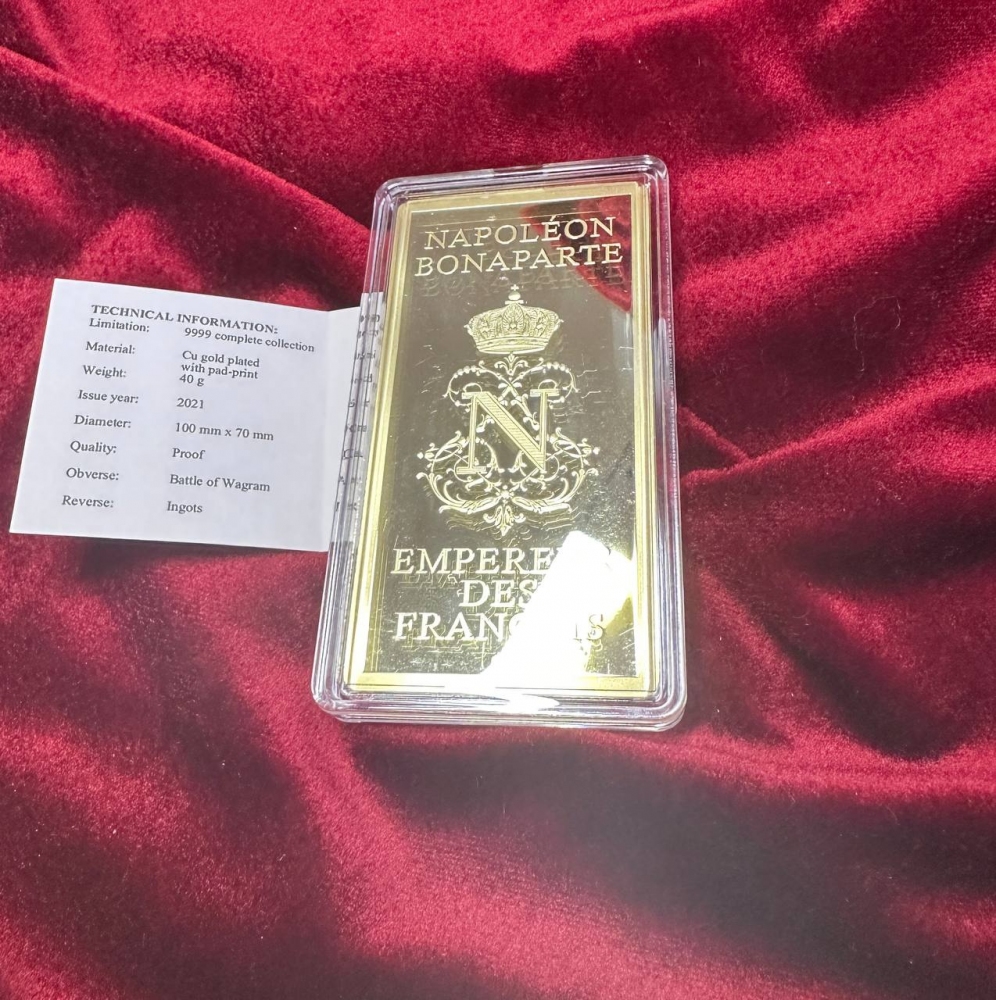 TECHNICAL INFORMATION:
Limitation: 9999 complete collection
Material: Cu gold plated
with pad-print
Weight: 40 g
Issue year: 2021
Diameter: 100 mm x 70 mm
Quality: Proof
Obverse: Battle of Wagram
Reverse: Ingots
NAPOLÉON
BONAPARTE
N
DES